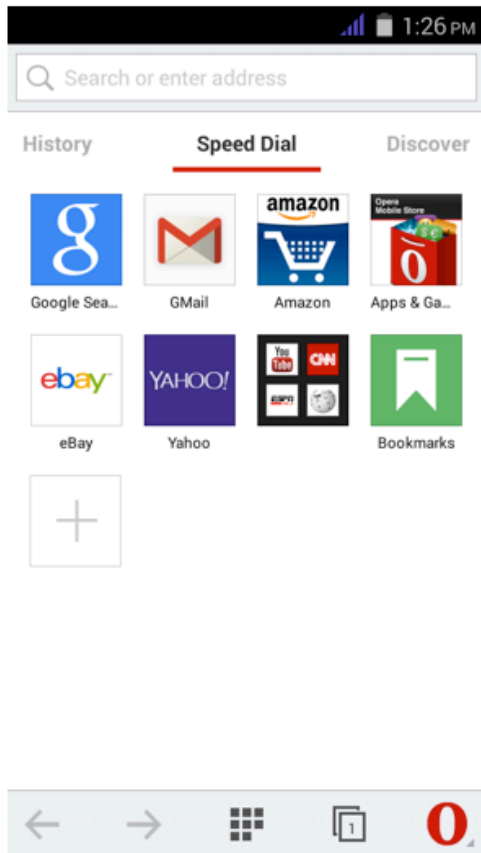 1:26 PM
Search or enter address
History
Speed Dial
Discover
g
amazon
Opera
Mobile Store
Google Sea...
GMail
Amazon
Apps & Ga...
ebay
YAHOO!
You
Tube
CNN
eBay
Yahoo
Bookmarks
1